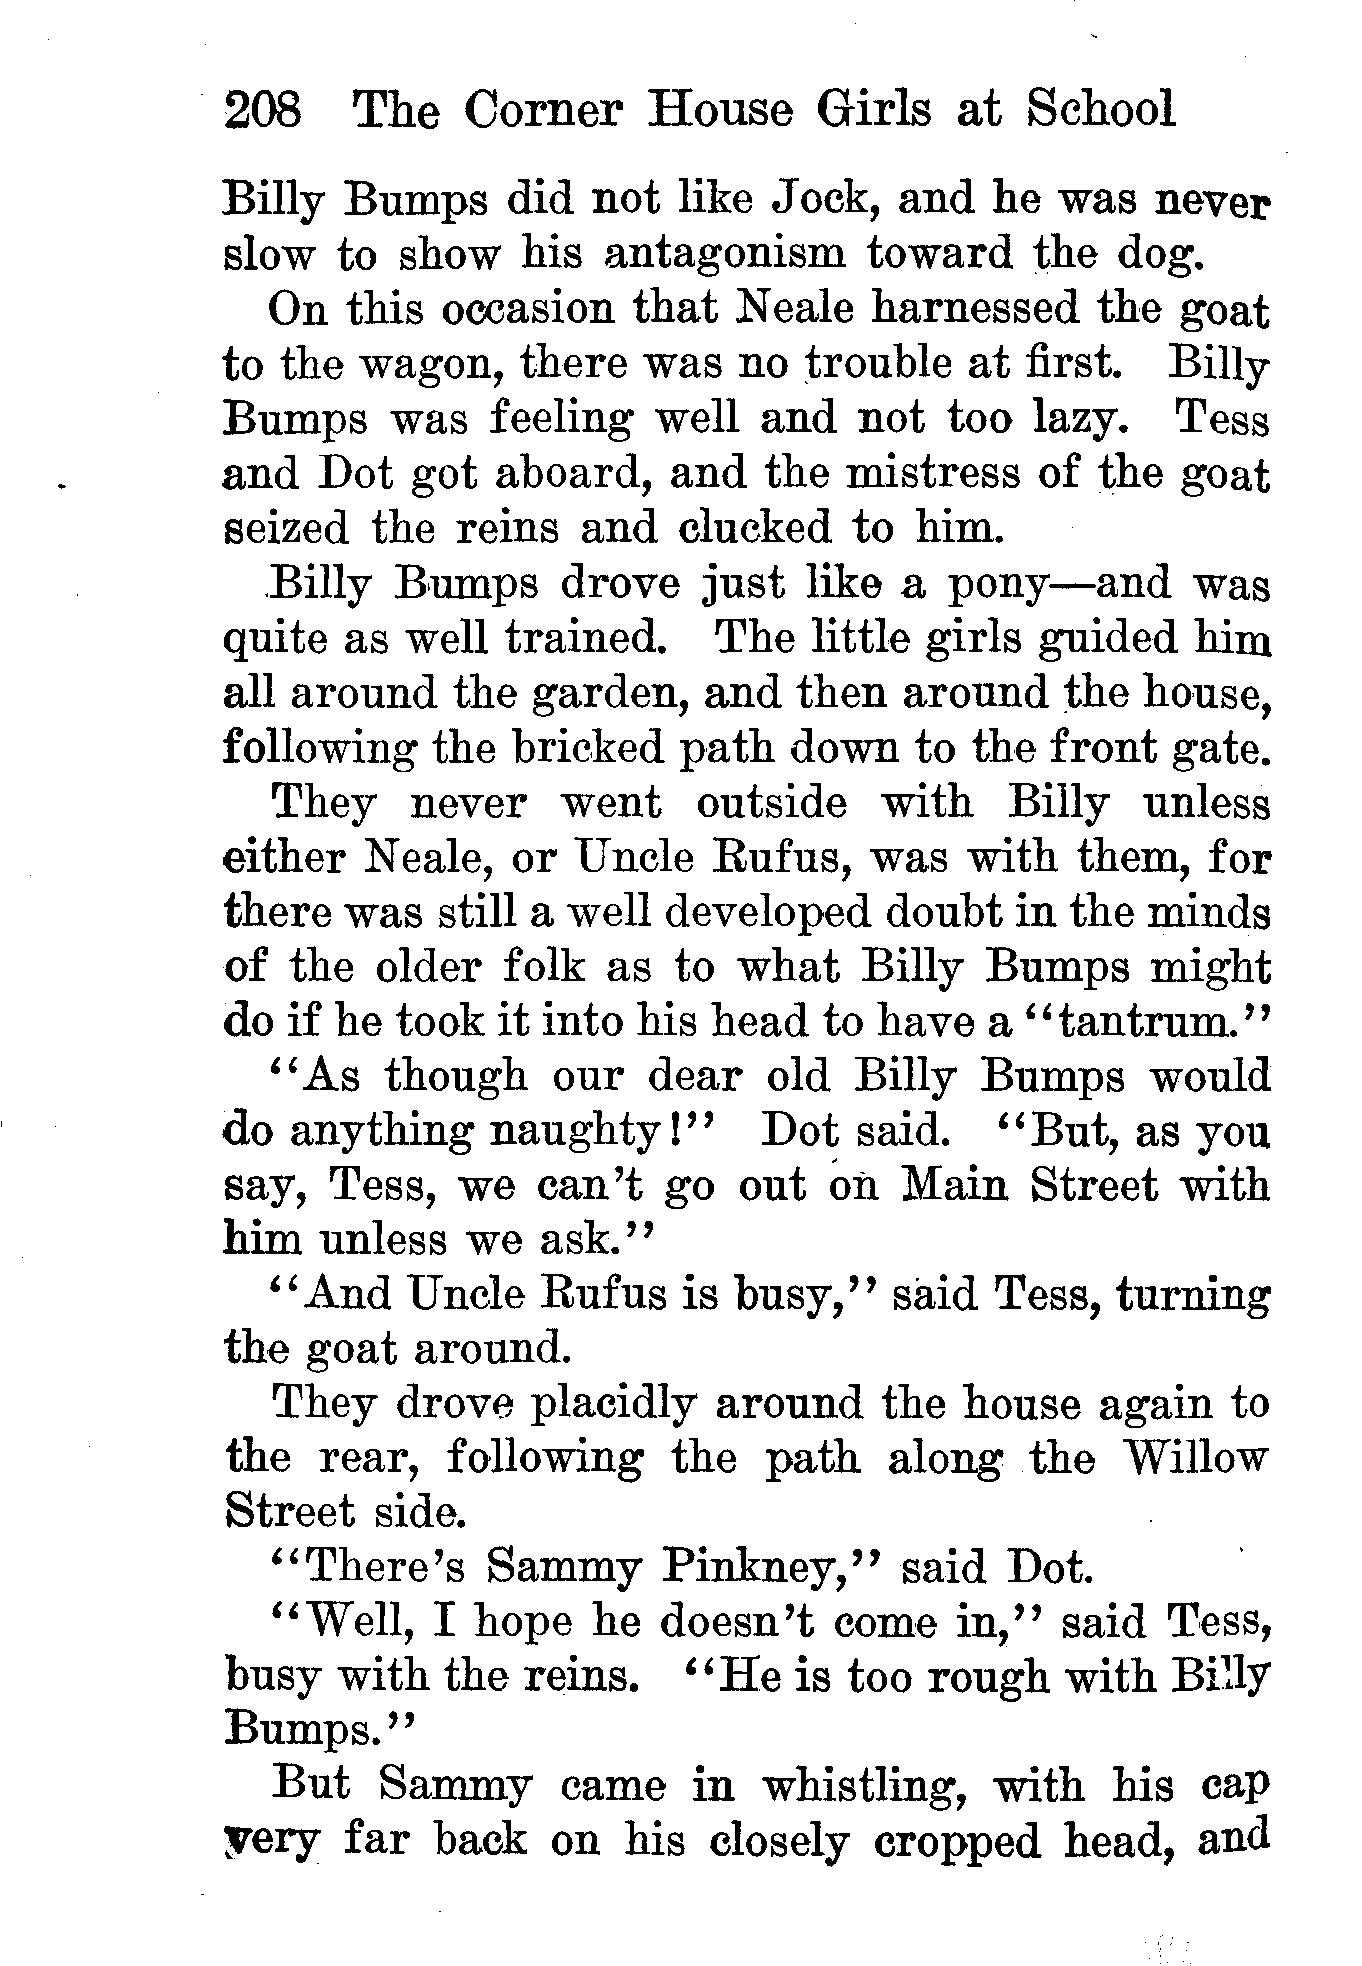 208 The Corner House Girls at School
Billy Bumps did not like Jock, and he was never
slow to show his antagonism toward the dog.
On this occasion that Neale harnessed the goat
to the wagon, there was no trouble at first. Billy
Bumps was feeling well and not too lazy. Tess
and Dot got aboard, and the mistress of the goat
seized the reins and clucked to him.
Billy Bumps drove just like a pony—and was
quite as well trained. The little girls guided him
all around the garden, and then around the house,
following the bricked path down to the front gate.
They never went outside with Billy unless
either Neale, or Uncle Rufus, was with them, for
there was still a well developed doubt in the minds
of the older folk as to what Billy Bumps might
do if he took it into his head to have a "tantrum."
"As though our dear old Billy Bumps would
do anything naughty!" Dot said. "But, as you
say, Tess, we can't go out on Main Street with
him unless we ask."
"And Uncle Rufus is busy," said Tess, turning
the goat around.
They drove placidly around the house again to
the rear, following the path along the Willow
Street side.
"There's Sammy Pinkney," said Dot.
"Well, I hope he doesn't come in," said Tess,
busy with the reins. "He is too rough with Billy
Bumps."
But Sammy came in whistling, with his cap
very far back on his closely cropped head, and